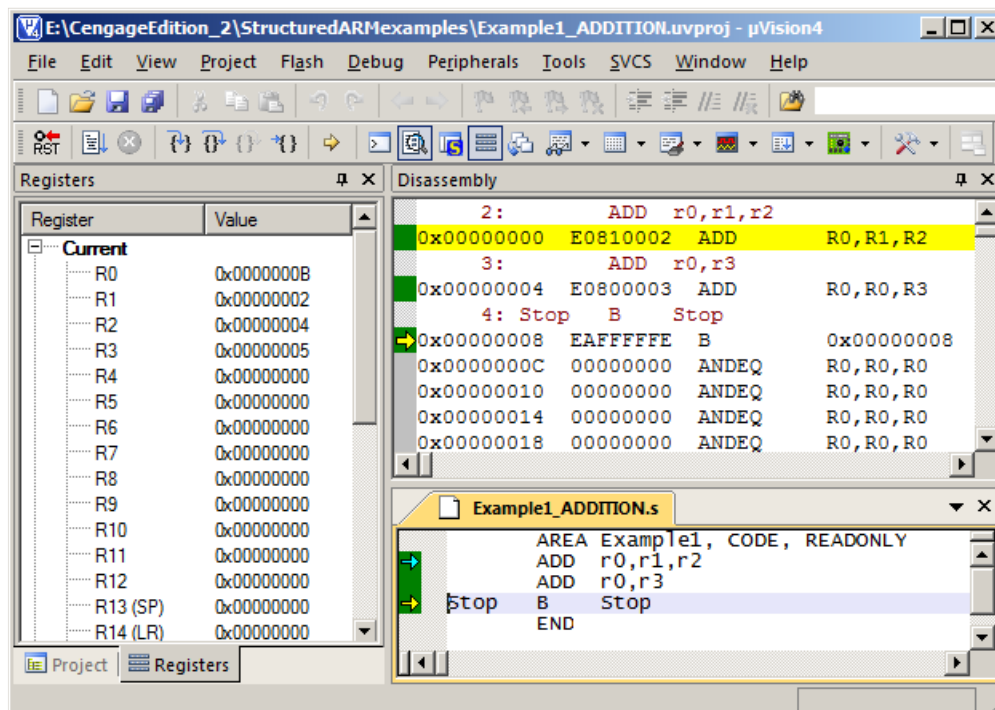 E:\CengageEdition_2\StructuredARMexamples\Example1_ADDITION.uvproj - µVision4
File Edit View Project Flash Debug Peripherals Tools SVCS Window Help
RST
Registers
Register Value
Current
R0 0x0000000B
R1 0x00000002
R2 0x00000004
R3 0x00000005
R4 0x00000000
R5 0x00000000
R6 0x00000000
R7 0x00000000
R8 0x00000000
R9 0x00000000
R10 0x00000000
R11 0x00000000
R12 0x00000000
R13 (SP) 0x00000000
R14 (LR) 0x00000000
Project Registers
Disassembly
2: ADD r0,r1,r2
0x00000000 E0810002 ADD R0,R1,R2
3: ADD r0,r3
0x00000004 E0800003 ADD R0,R0,R3
4: Stop B Stop
0x00000008 EAFFFFFE B 0x00000008
0x0000000C 00000000 ANDEQ R0,R0,R0
0x00000010 00000000 ANDEQ R0,R0,R0
0x00000014 00000000 ANDEQ R0,R0,R0
0x00000018 00000000 ANDEQ R0,R0,R0
Example1_ADDITION.s
AREA Example1, CODE, READONLY
ADD r0,r1,r2
ADD r0,r3
Stop B Stop
END